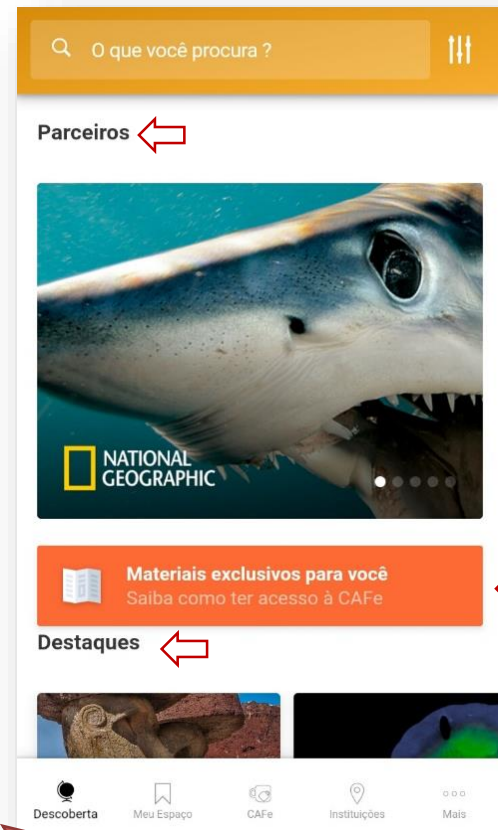 O que você procura ?
Parceiros
NATIONAL
GEOGRAPHIC
Materiais exclusivos para você
Saiba como ter acesso à CAFe
Destaques
Descoberta
Meu Espaço
CAFe
Instituições
Mais